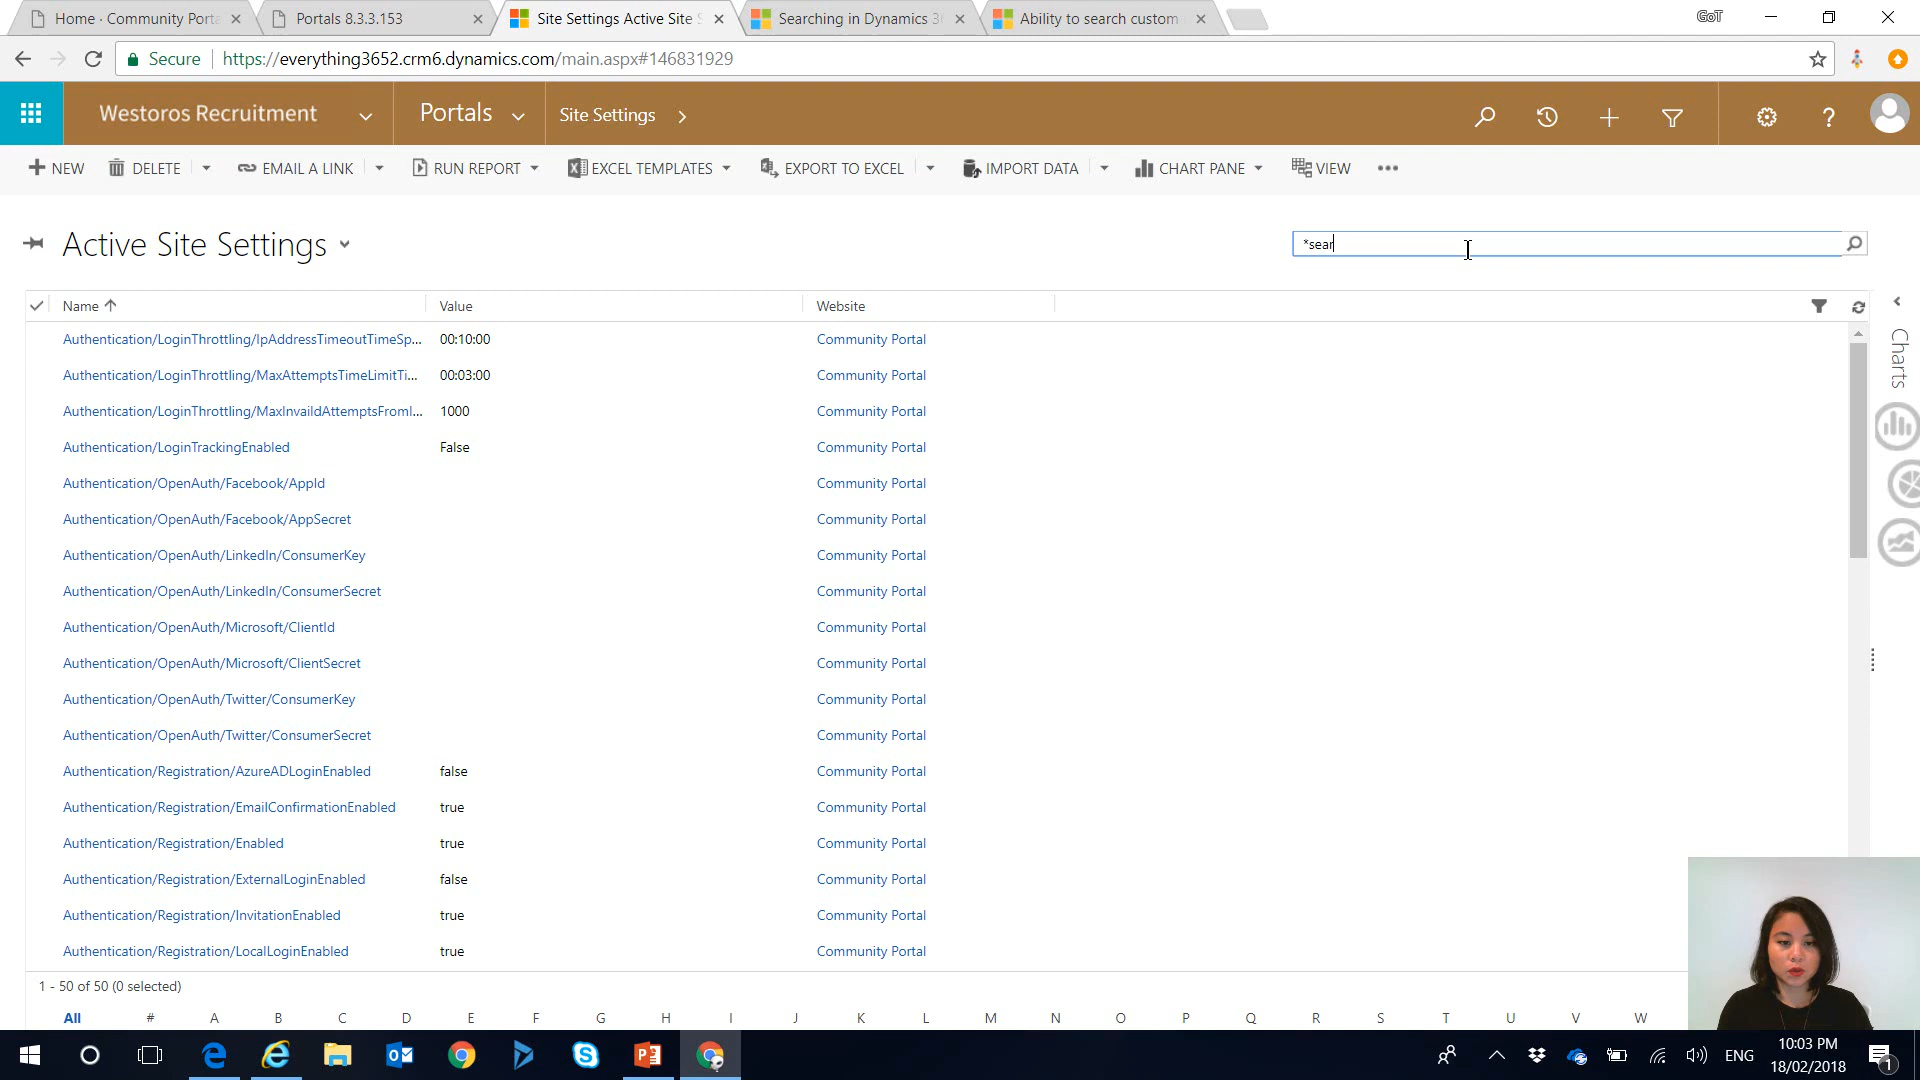 Home · Community Porta
Portals 8.3.3.153
Site Settings Active Site S
Searching in Dynamics 3
Ability to search custom
GoT
Secure
https://everything3652.crm6.dynamics.com/main.aspx#146831929
Westoros Recruitment
Portals
Site Settings
?
NEW
DELETE
EMAIL A LINK
RUN REPORT
EXCEL TEMPLATES
EXPORT TO EXCEL
IMPORT DATA
CHART PANE
VIEW
Active Site Settings
*sear
Name Value Website
Charts
Authentication/LoginThrottling/IpAddressTimeoutTimeSp... 00:10:00 Community Portal
Authentication/LoginThrottling/MaxAttemptsTimeLimitTi... 00:03:00 Community Portal
Authentication/LoginThrottling/MaxInvaildAttemptsFromI... 1000 Community Portal
Authentication/LoginTrackingEnabled False Community Portal
Authentication/OpenAuth/Facebook/AppId Community Portal
Authentication/OpenAuth/Facebook/AppSecret Community Portal
Authentication/OpenAuth/LinkedIn/ConsumerKey Community Portal
Authentication/OpenAuth/LinkedIn/ConsumerSecret Community Portal
Authentication/OpenAuth/Microsoft/ClientId Community Portal
Authentication/OpenAuth/Microsoft/ClientSecret Community Portal
Authentication/OpenAuth/Twitter/ConsumerKey Community Portal
Authentication/OpenAuth/Twitter/ConsumerSecret Community Portal
Authentication/Registration/AzureADLoginEnabled false Community Portal
Authentication/Registration/EmailConfirmationEnabled true Community Portal
Authentication/Registration/Enabled true Community Portal
Authentication/Registration/ExternalLoginEnabled false Community Portal
Authentication/Registration/InvitationEnabled true Community Portal
Authentication/Registration/LocalLoginEnabled true Community Portal
1 - 50 of 50 (0 selected)
All # A B C D E F G H I J K L M N O P Q R S T U V W
ENG
10:03 PM
18/02/2018
1